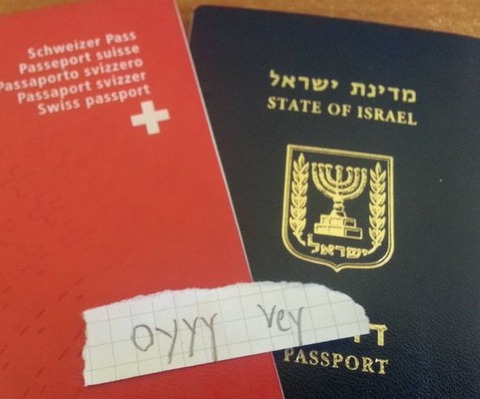 Schweizer Pass
Passeport suisse
Passaporto svizzero
Passaport svizzer
Swiss passport
מדינת ישראל
STATE OF ISRAEL
ישראל
oyyy vey
PASSPORT